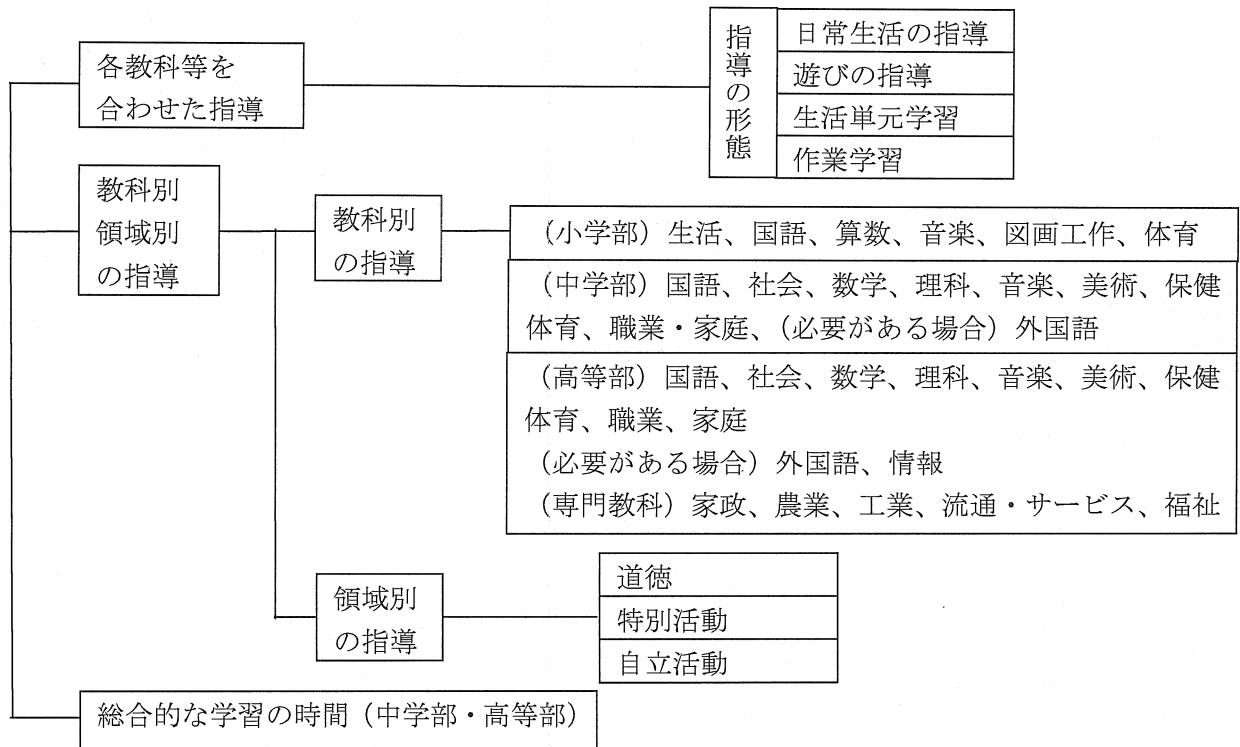 各教科等を
合わせた指導
指導の形態
日常生活の指導
遊びの指導
生活単元学習
作業学習
教科別
領域別
の指導
教科別
の指導
（小学部）生活、国語、算数、音楽、図画工作、体育
（中学部）国語、社会、数学、理科、音楽、美術、保健
体育、職業・家庭、（必要がある場合）外国語
（高等部）国語、社会、数学、理科、音楽、美術、保健
体育、職業、家庭
（必要がある場合）外国語、情報
（専門教科）家政、農業、工業、流通・サービス、福祉
領域別
の指導
道徳
特別活動
自立活動
総合的な学習の時間（中学部・高等部）